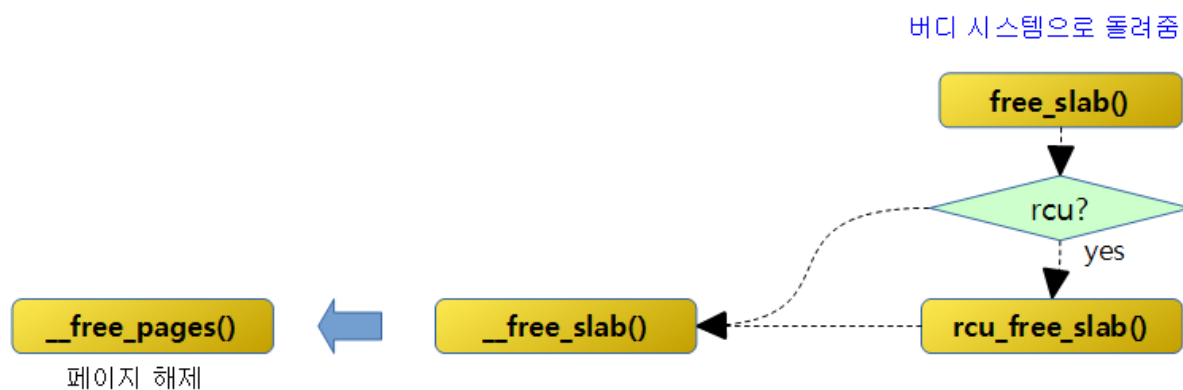 버디 시스템으로 돌려줌
free_slab()
rcu?
yes
__free_pages()
__free_slab()
rcu_free_slab()
페이지 해제